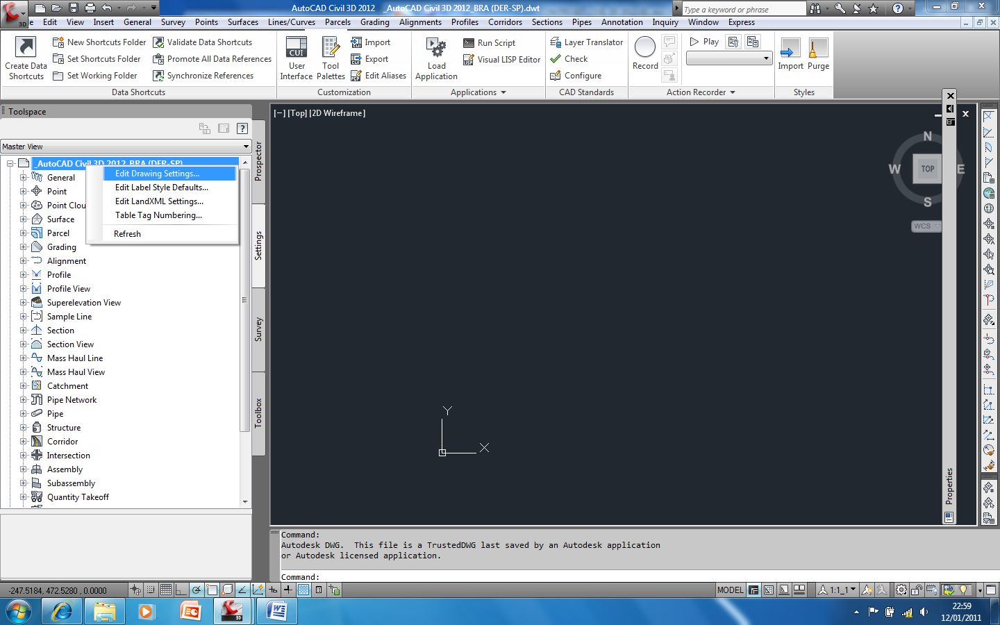 AutoCAD Civil 3D 2012    _AutoCAD Civil 3D 2012_BRA (DER-SP).dwt
Type a keyword or phrase
3D
e Edit View Insert General Survey Points Surfaces Lines/Curves Parcels Grading Alignments Profiles Corridors Sections Pipes Annotation Inquiry Window Express
Create Data Shortcuts
New Shortcuts Folder
Set Shortcuts Folder
Set Working Folder
Validate Data Shortcuts
Promote All Data References
Synchronize References
Data Shortcuts
CUI
User Interface
Tool Palettes
Import
Export
Edit Aliases
Customization
Load Application
Run Script
Visual LISP Editor
Applications
Layer Translator
Check
Configure
CAD Standards
Record
Play
Action Recorder
Import
Purge
Styles
Toolspace
Master View
_AutoCAD Civil 3D 2012_BRA (DER-SP)
Edit Drawing Settings...
Edit Label Style Defaults...
Edit LandXML Settings...
Table Tag Numbering...
Refresh
General
Point
Point Clou
Surface
Parcel
Grading
Alignment
Profile
Profile View
Superelevation View
Sample Line
Section
Section View
Mass Haul Line
Mass Haul View
Catchment
Pipe Network
Pipe
Structure
Corridor
Intersection
Assembly
Subassembly
Quantity Takeoff
Prospector
Settings
Survey
Toolbox
[−] [Top] [2D Wireframe]
N
W TOP E
S
WCS
Y
X
Properties
Command:
Autodesk DWG.  This file is a TrustedDWG last saved by an Autodesk application
or Autodesk licensed application.
Command:
-247.5184, 472.5280 , 0.0000
MODEL
1:1_1
3D
22:59
12/01/2011